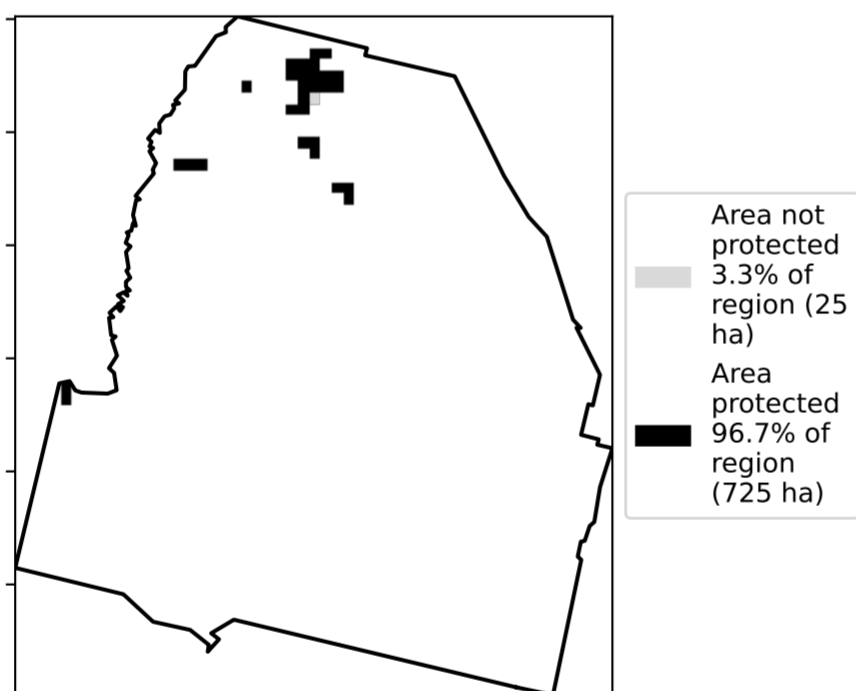 Area not
protected
3.3% of
region (25
ha)
Area
protected
96.7% of
region
(725 ha)